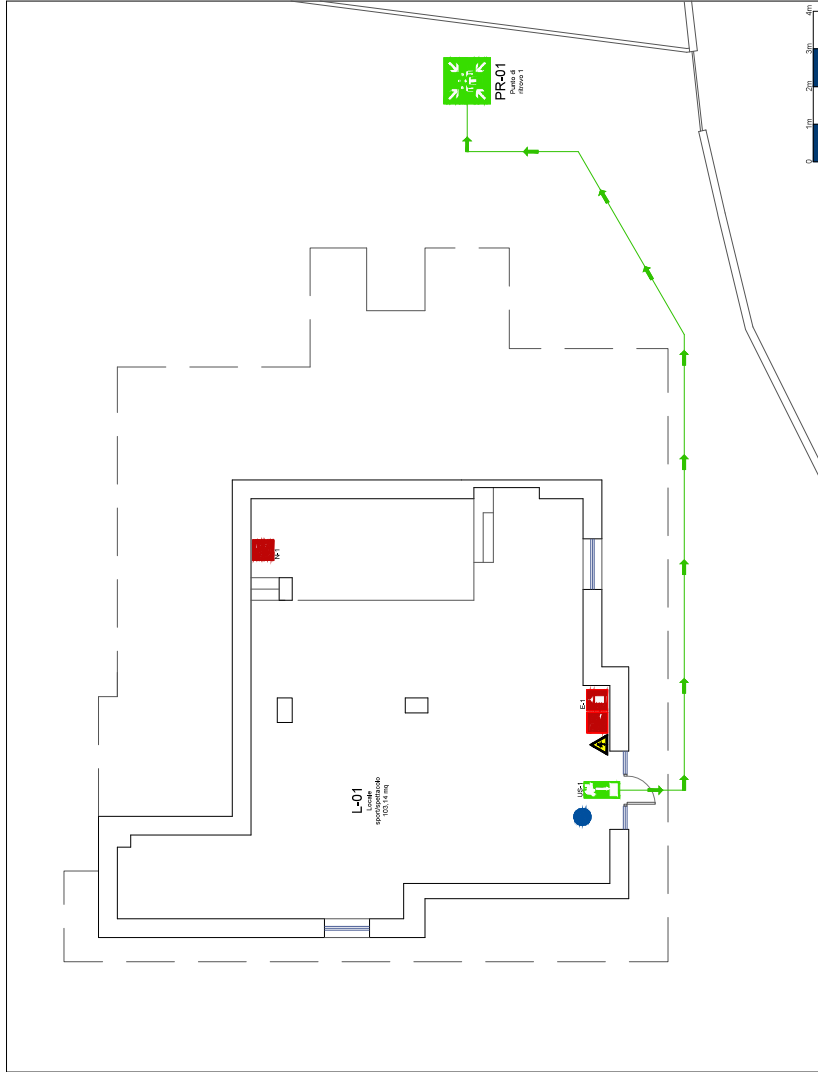 PR-01
Punto di
ritrovo 1
0
1m
2m
3m
4m
E-1
US-1
L-01
Locale
sport/spettacolo
103,14 mq